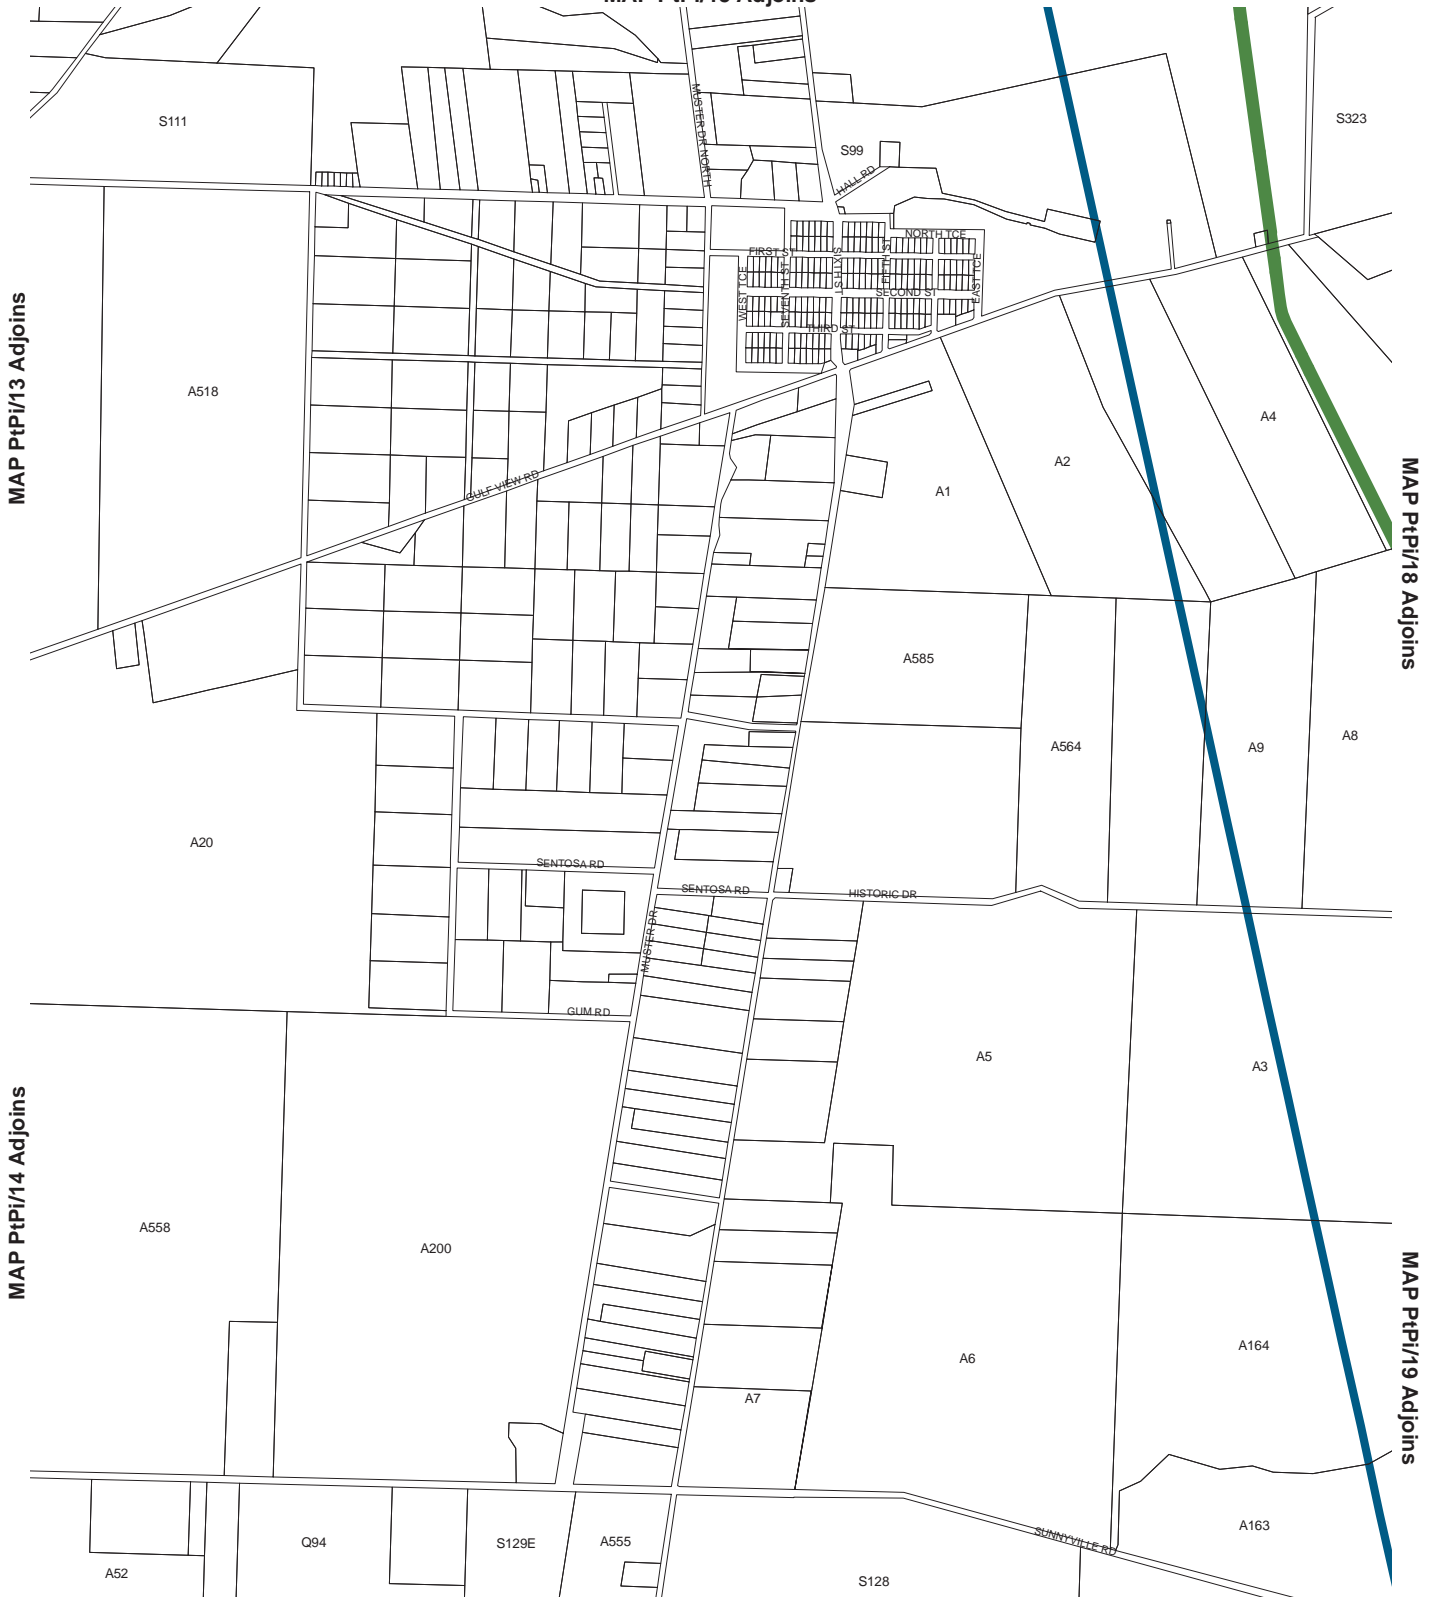 S111
MUSTER DR NORTH
S99
HALL RD
S323
NORTH TCE
FIRST ST
SIXTH ST
FIFTH ST
EAST TCE
WEST TCE
SEVENTH ST
SECOND ST
THIRD ST
MAP PtPi/13 Adjoins
A518
A4
A2
A1
GULF VIEW RD
MAP PtPi/18 Adjoins
A585
A564
A9
A8
A20
SENTOSA RD
SENTOSA RD
HISTORIC DR
MUSTER DR
GUM RD
A5
A3
MAP PtPi/14 Adjoins
A558
A200
MAP PtPi/19 Adjoins
A164
A6
A7
A163
Q94
S129E
A555
SUNNYVILLE RD
A52
S128